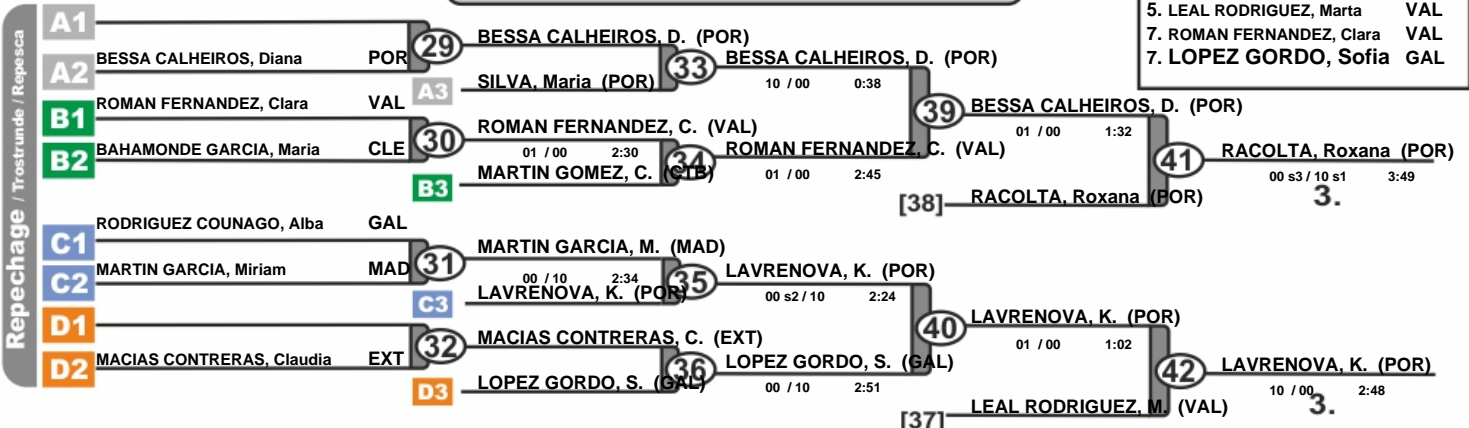 Repechage / Trostrunde / Repesca
5. LEAL RODRIGUEZ, Marta VAL
7. ROMAN FERNANDEZ, Clara VAL
7. LOPEZ GORDO, Sofia GAL
A1
A2 BESSA CALHEIROS, Diana POR
29
BESSA CALHEIROS, D. (POR)
A3 SILVA, Maria (POR)
33
BESSA CALHEIROS, D. (POR)
10 / 00 0:38
B1 ROMAN FERNANDEZ, Clara VAL
B2 BAHAMONDE GARCIA, Maria CLE
30
ROMAN FERNANDEZ, C. (VAL)
01 / 00 2:30
B3 MARTIN GOMEZ, C. (CTB)
34
ROMAN FERNANDEZ, C. (VAL)
01 / 00 2:45
39
BESSA CALHEIROS, D. (POR)
01 / 00 1:32
[38] RACOLTA, Roxana (POR)
41
RACOLTA, Roxana (POR)
00 s3 / 10 s1 3:49
3.
C1 RODRIGUEZ COUNAGO, Alba GAL
C2 MARTIN GARCIA, Miriam MAD
31
MARTIN GARCIA, M. (MAD)
00 / 10 2:34
C3 LAVRENOVA, K. (POR)
35
LAVRENOVA, K. (POR)
00 s2 / 10 2:24
D1
D2 MACIAS CONTRERAS, Claudia EXT
32
MACIAS CONTRERAS, C. (EXT)
D3 LOPEZ GORDO, S. (GAL)
36
LOPEZ GORDO, S. (GAL)
00 / 10 2:51
40
LAVRENOVA, K. (POR)
01 / 00 1:02
[37] LEAL RODRIGUEZ, M. (VAL)
42
LAVRENOVA, K. (POR)
10 / 00 2:48
3.